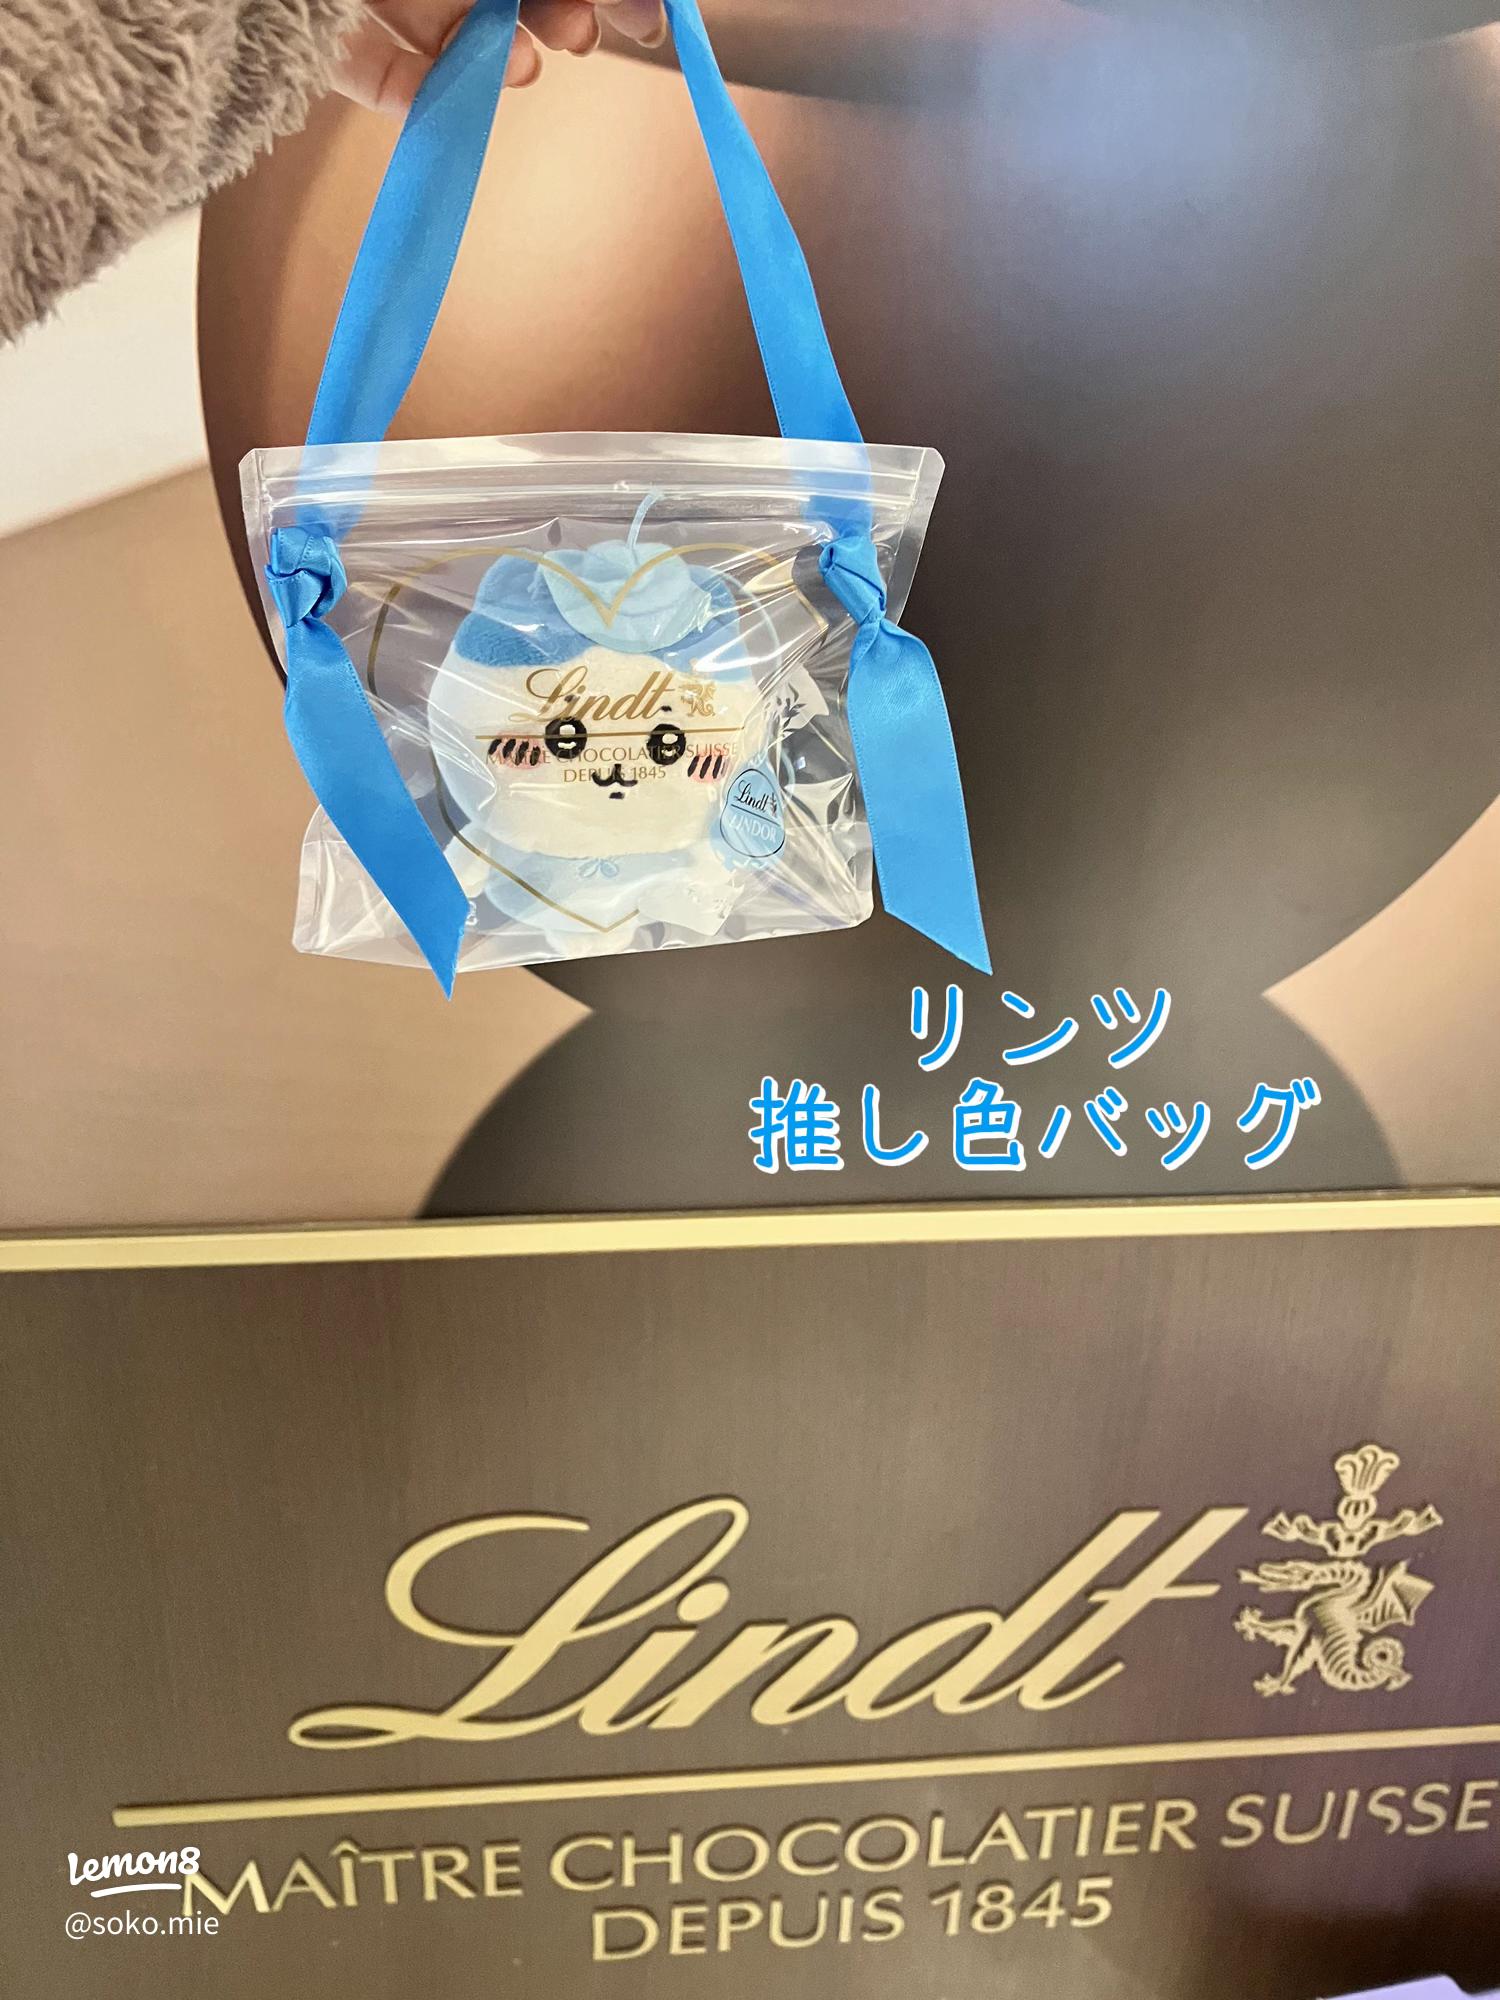 Lindt
MAÎTRE CHOCOLATIER SUISSE
DEPUIS 1845
Lindt
LINDOR
リンツ
推し色バッグ
Lindt
MAÎTRE CHOCOLATIER SUISSE
DEPUIS 1845
Lemon8
@soko.mie